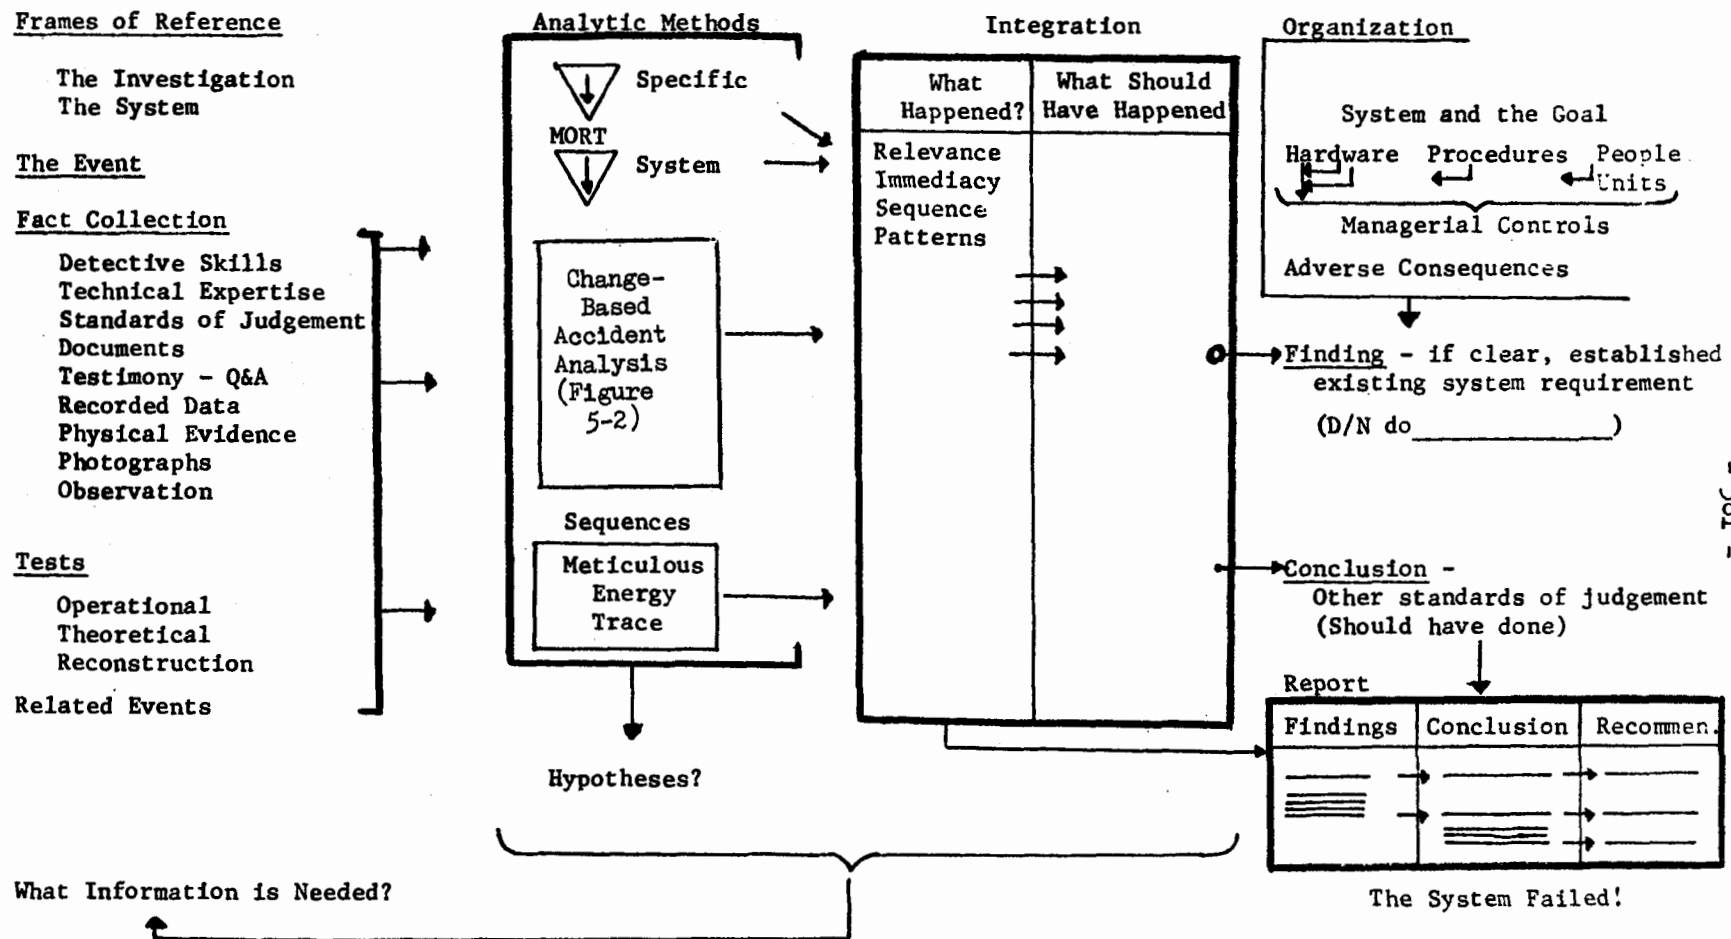 Frames of Reference
The Investigation
The System
The Event
Fact Collection
Detective Skills
Technical Expertise
Standards of Judgement
Documents
Testimony - Q&A
Recorded Data
Physical Evidence
Photographs
Observation
Tests
Operational
Theoretical
Reconstruction
Related Events
What Information is Needed?
Analytic Methods
Specific
MORT
System
Change-
Based
Accident
Analysis
(Figure
5-2)
Sequences
Meticulous
Energy
Trace
Hypotheses?
Integration
What
Happened?
What Should
Have Happened
Relevance
Immediacy
Sequence
Patterns
Organization
System and the Goal
Hardware Procedures People
Units
Managerial Controls
Adverse Consequences
Finding - if clear, established
existing system requirement
(D/N do______________)
Conclusion -
Other standards of judgement
(Should have done)
Report
Findings Conclusion Recommen.
The System Failed!